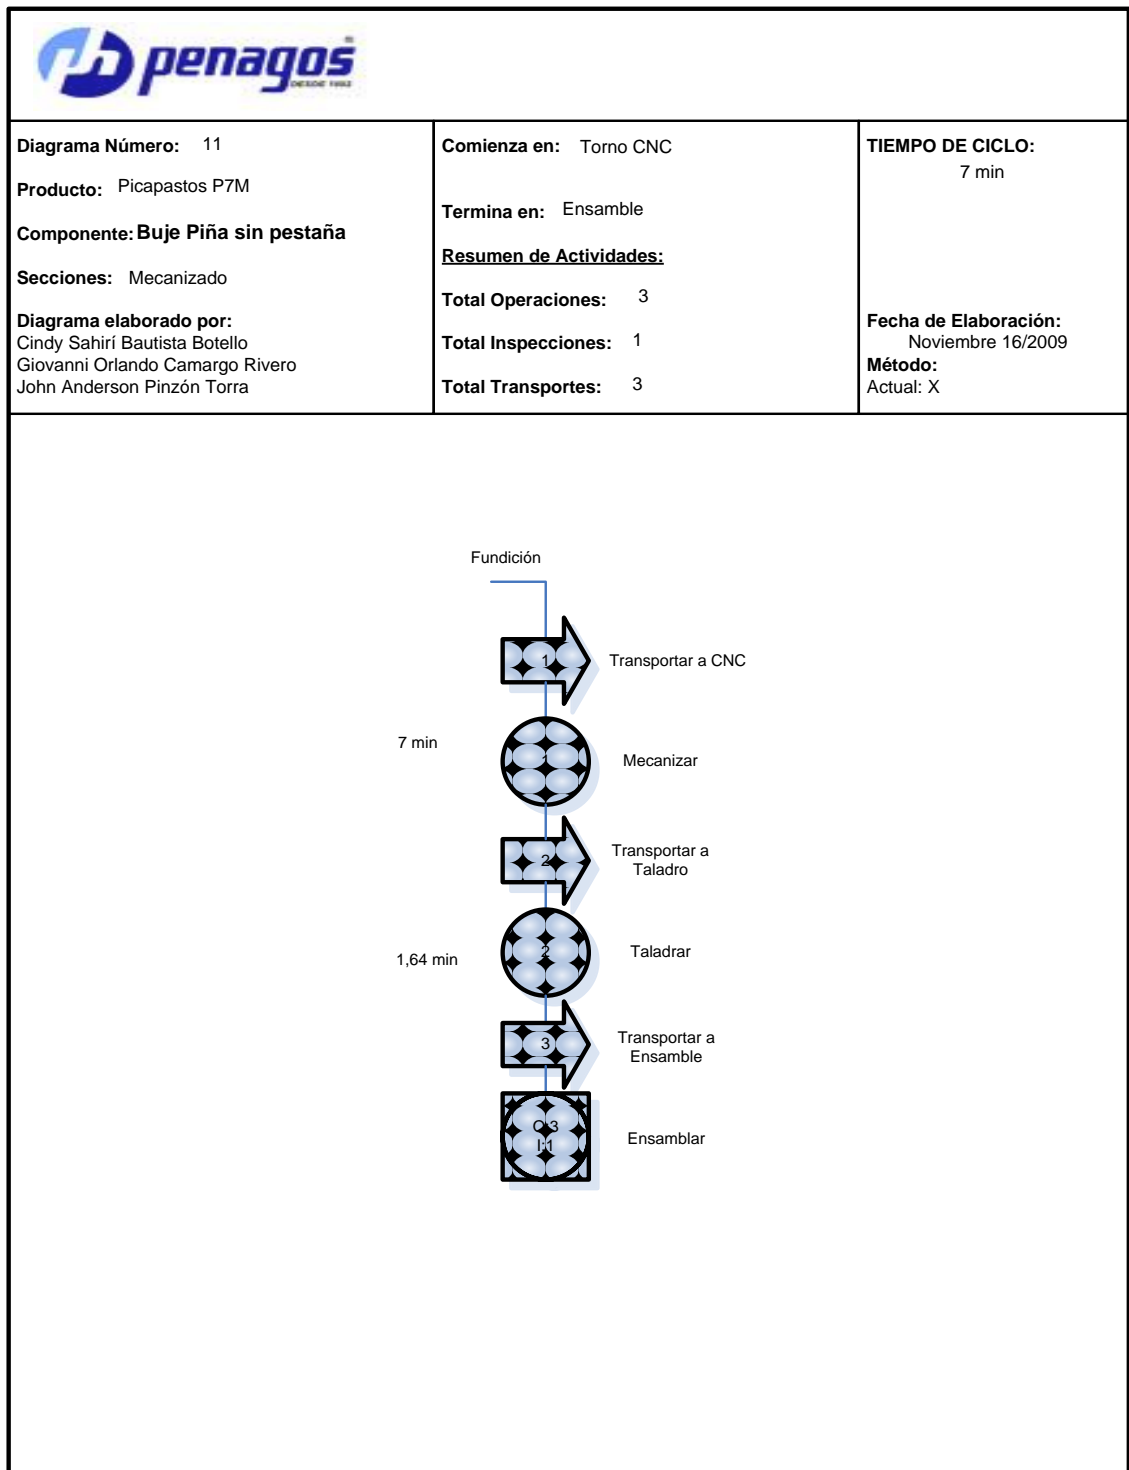 penagos
DESDE 1892
Diagrama Número: 11
Producto: Picapastos P7M
Componente: Buje Piña sin pestaña
Secciones: Mecanizado
Diagrama elaborado por:
Cindy Sahirí Bautista Botello
Giovanni Orlando Camargo Rivero
John Anderson Pinzón Torra
Comienza en: Torno CNC
Termina en: Ensamble
Resumen de Actividades:
Total Operaciones: 3
Total Inspecciones: 1
Total Transportes: 3
TIEMPO DE CICLO:
7 min
Fecha de Elaboración:
Noviembre 16/2009
Método:
Actual: X
Fundición
1
Transportar a CNC
7 min
1
Mecanizar
2
Transportar a
Taladro
1,64 min
2
Taladrar
3
Transportar a
Ensamble
O:3
I:1
Ensamblar